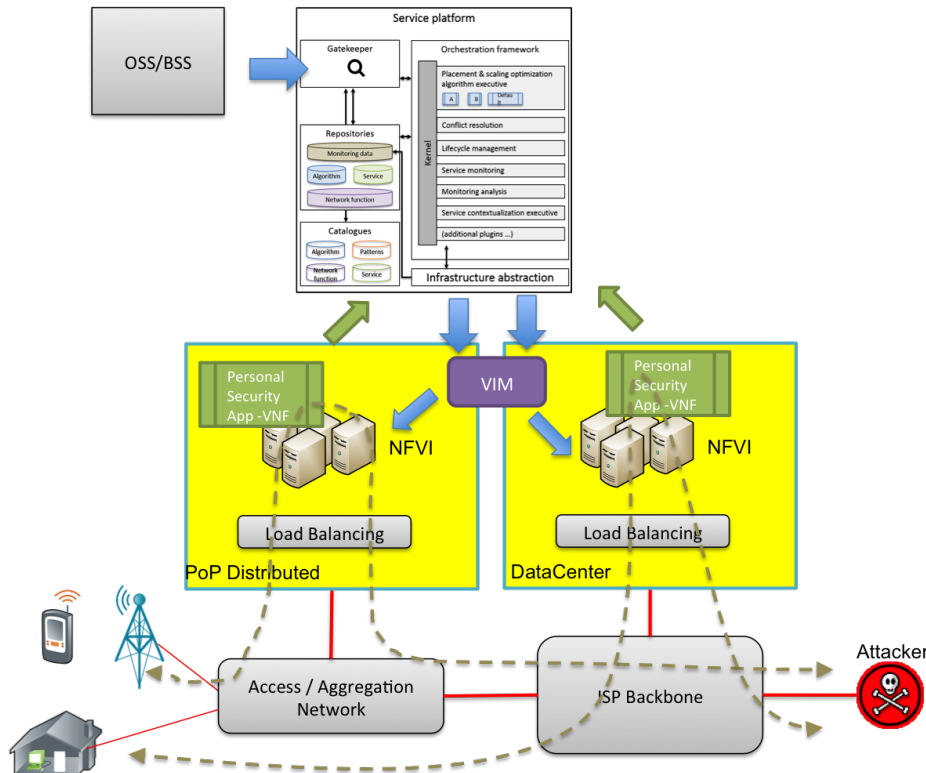 Service platform
OSS/BSS
Gatekeeper
Orchestration framework
Placement & scaling optimization
algorithm executive
A
B
Defau
lt
Conflict resolution
Repositories
Monitoring data
Kernel
Lifecycle management
Algorithm
Service
Service monitoring
Network function
Monitoring analysis
Service contextualization executive
Catalogues
(additional plugins ...)
Algorithm
Patterns
Network
function
Service
Infrastructure abstraction
Personal
Security
App -VNF
VIM
Personal
Security
App -VNF
NFVI
NFVI
Load Balancing
Load Balancing
PoP Distributed
DataCenter
Attacker
Access / Aggregation
Network
ISP Backbone